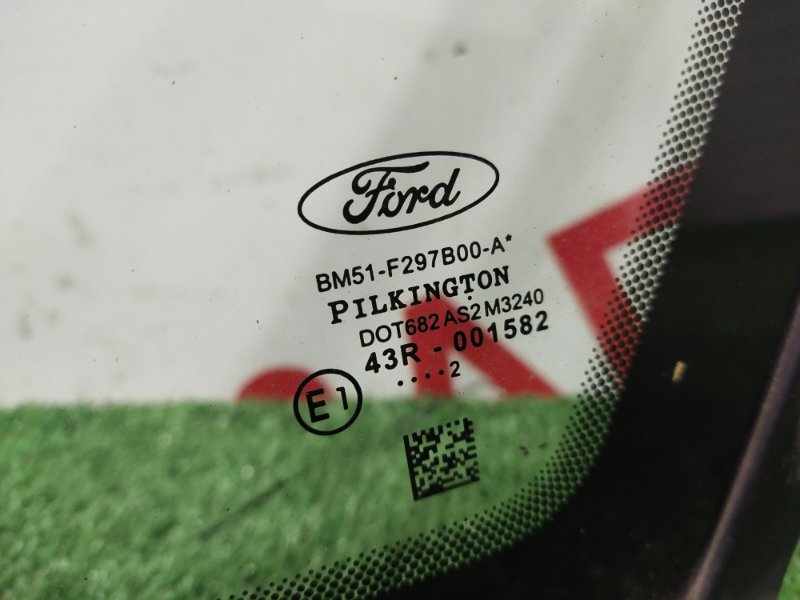 Ford
BM51-F297B00-A*
PILKINGTON
DOT682 AS2 M3240
43R - 001582
E1
....2